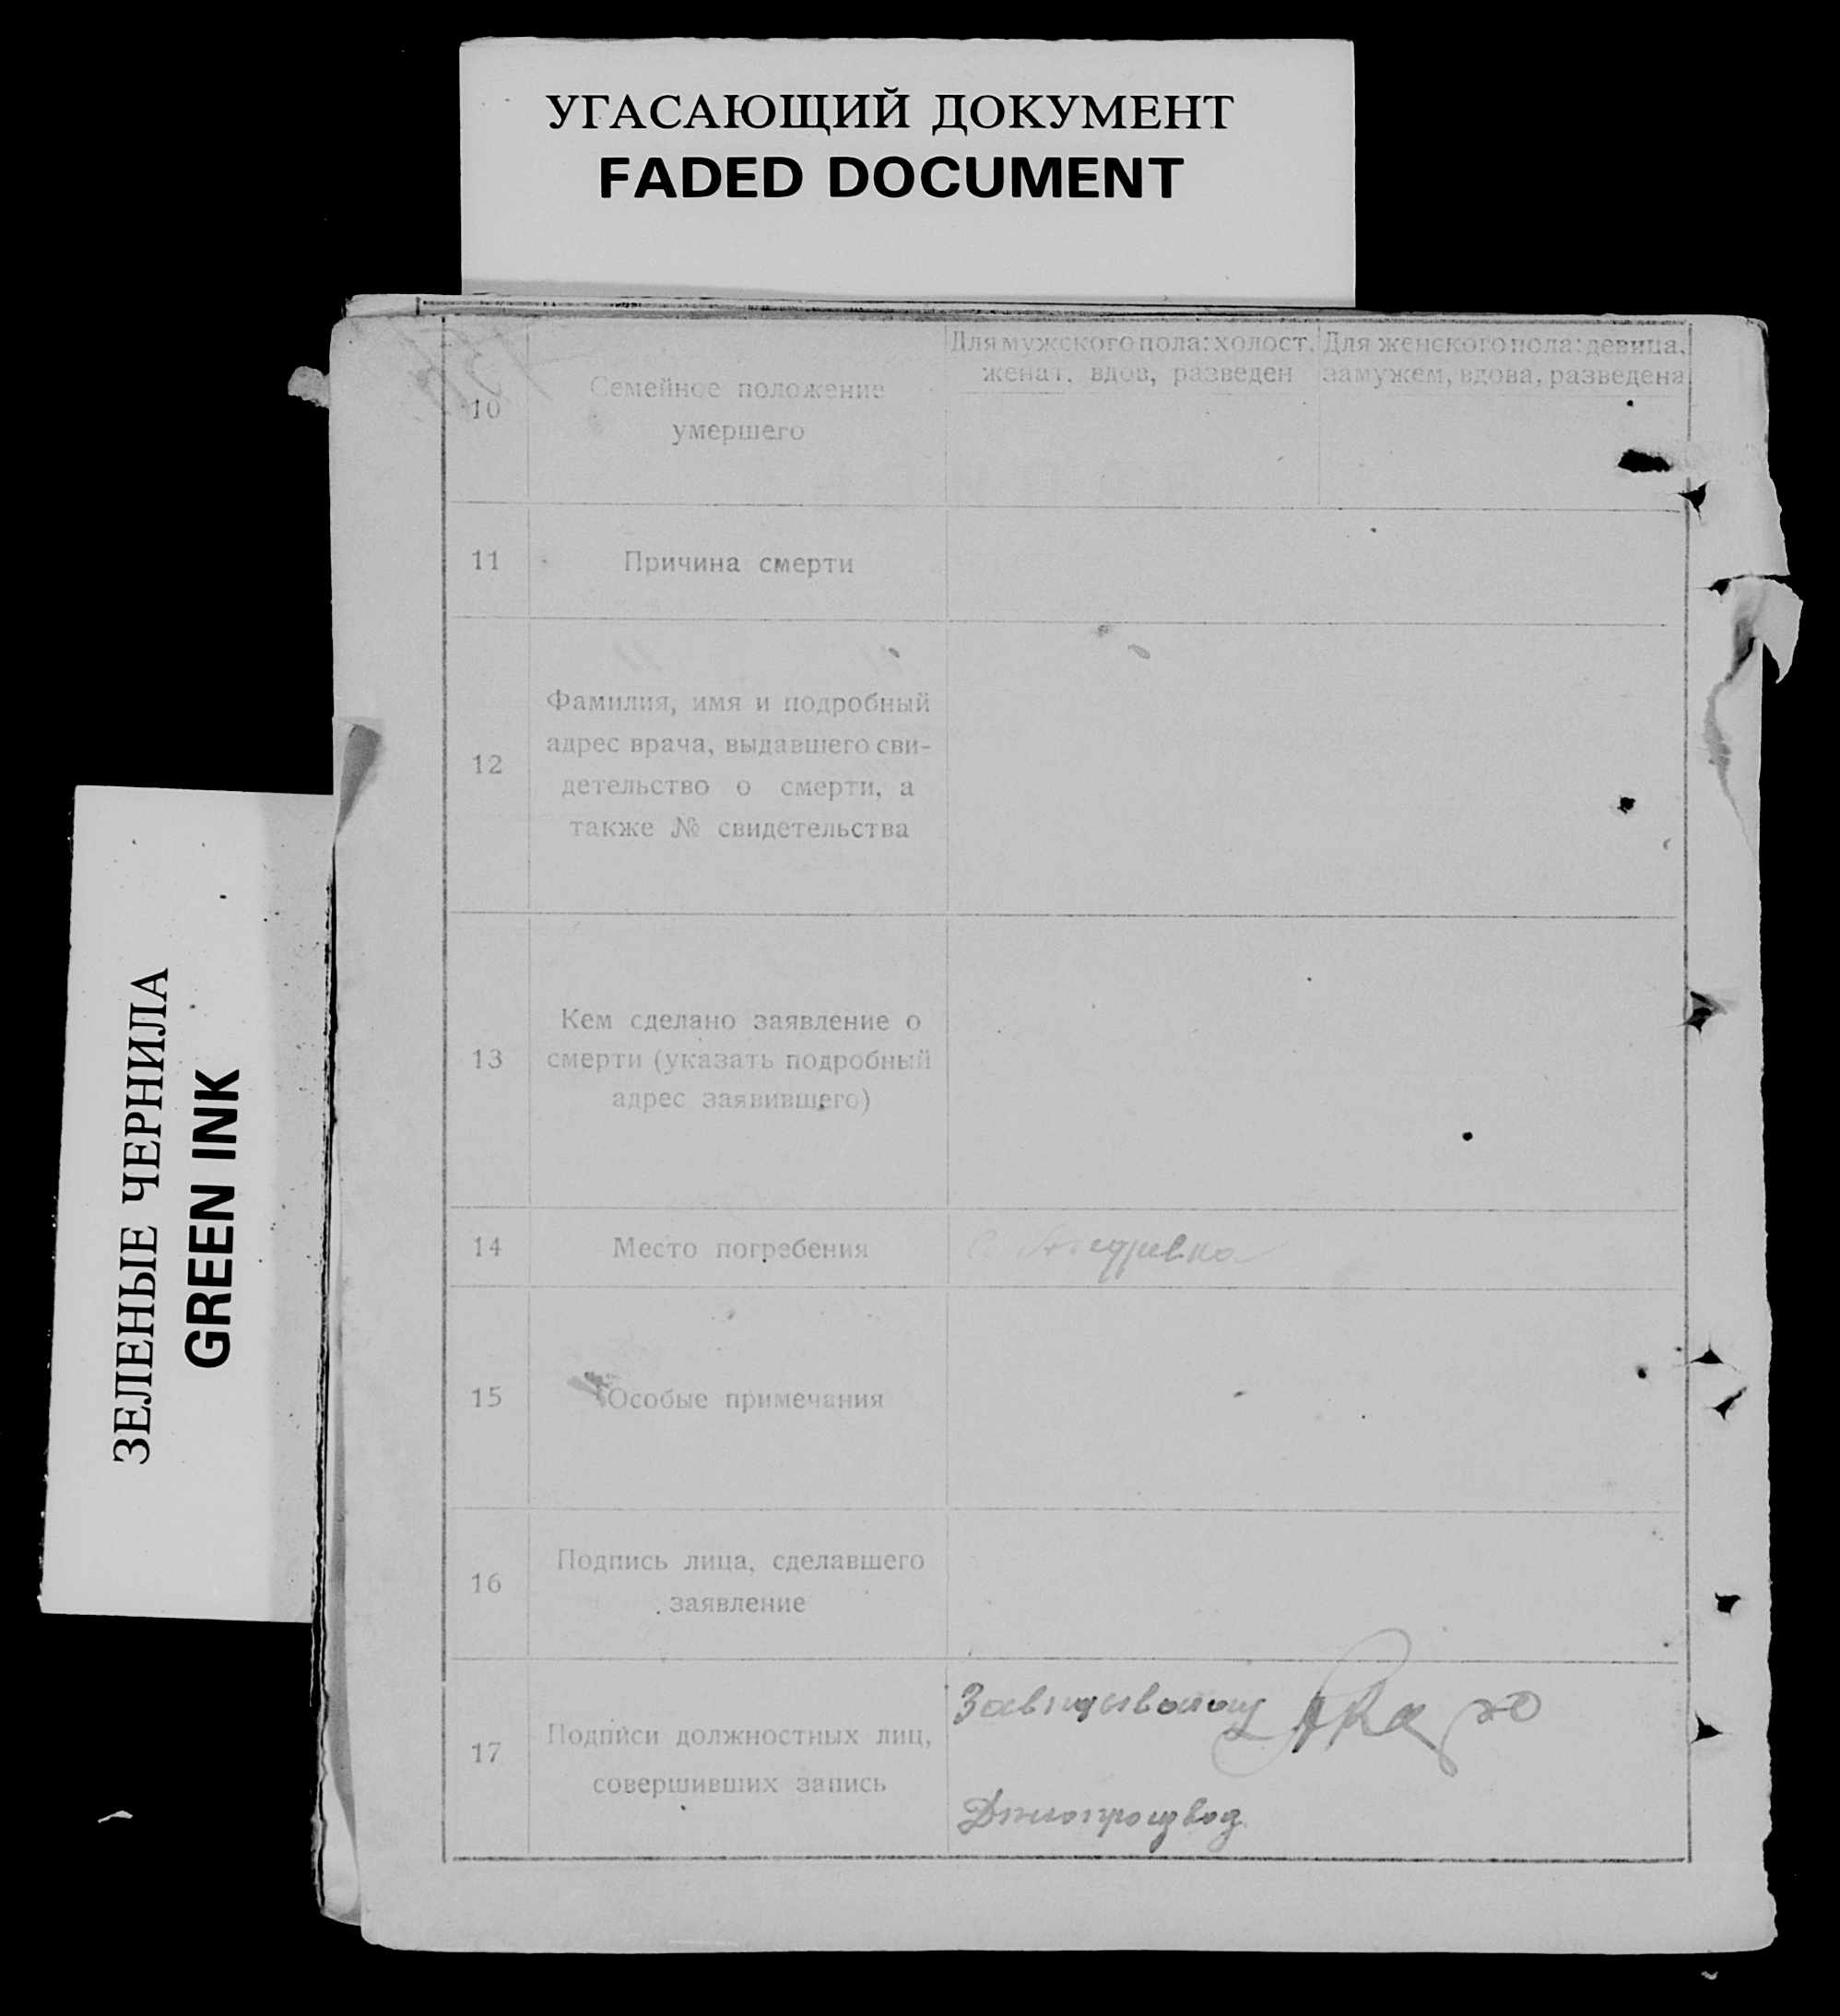 УГАСАЮЩИЙ ДОКУМЕНТ
FADED DOCUMENT
ЗЕЛЕНЫЕ ЧЕРНИЛА
GREEN INK
10
Семейное положение
умершего
Для мужского пола: холост,
женат, вдов, разведен
Для женского пола: девица,
замужем, вдова, разведена
11
Причина смерти
12
Фамилия, имя и подробный
адрес врача, выдавшего сви-
детельство о смерти, а
также № свидетельства
13
Кем сделано заявление о
смерти (указать подробный
адрес заявившего)
14
Место погребения
15
Особые примечания
16
Подпись лица, сделавшего
заявление
17
Подписи должностных лиц,
совершивших запись